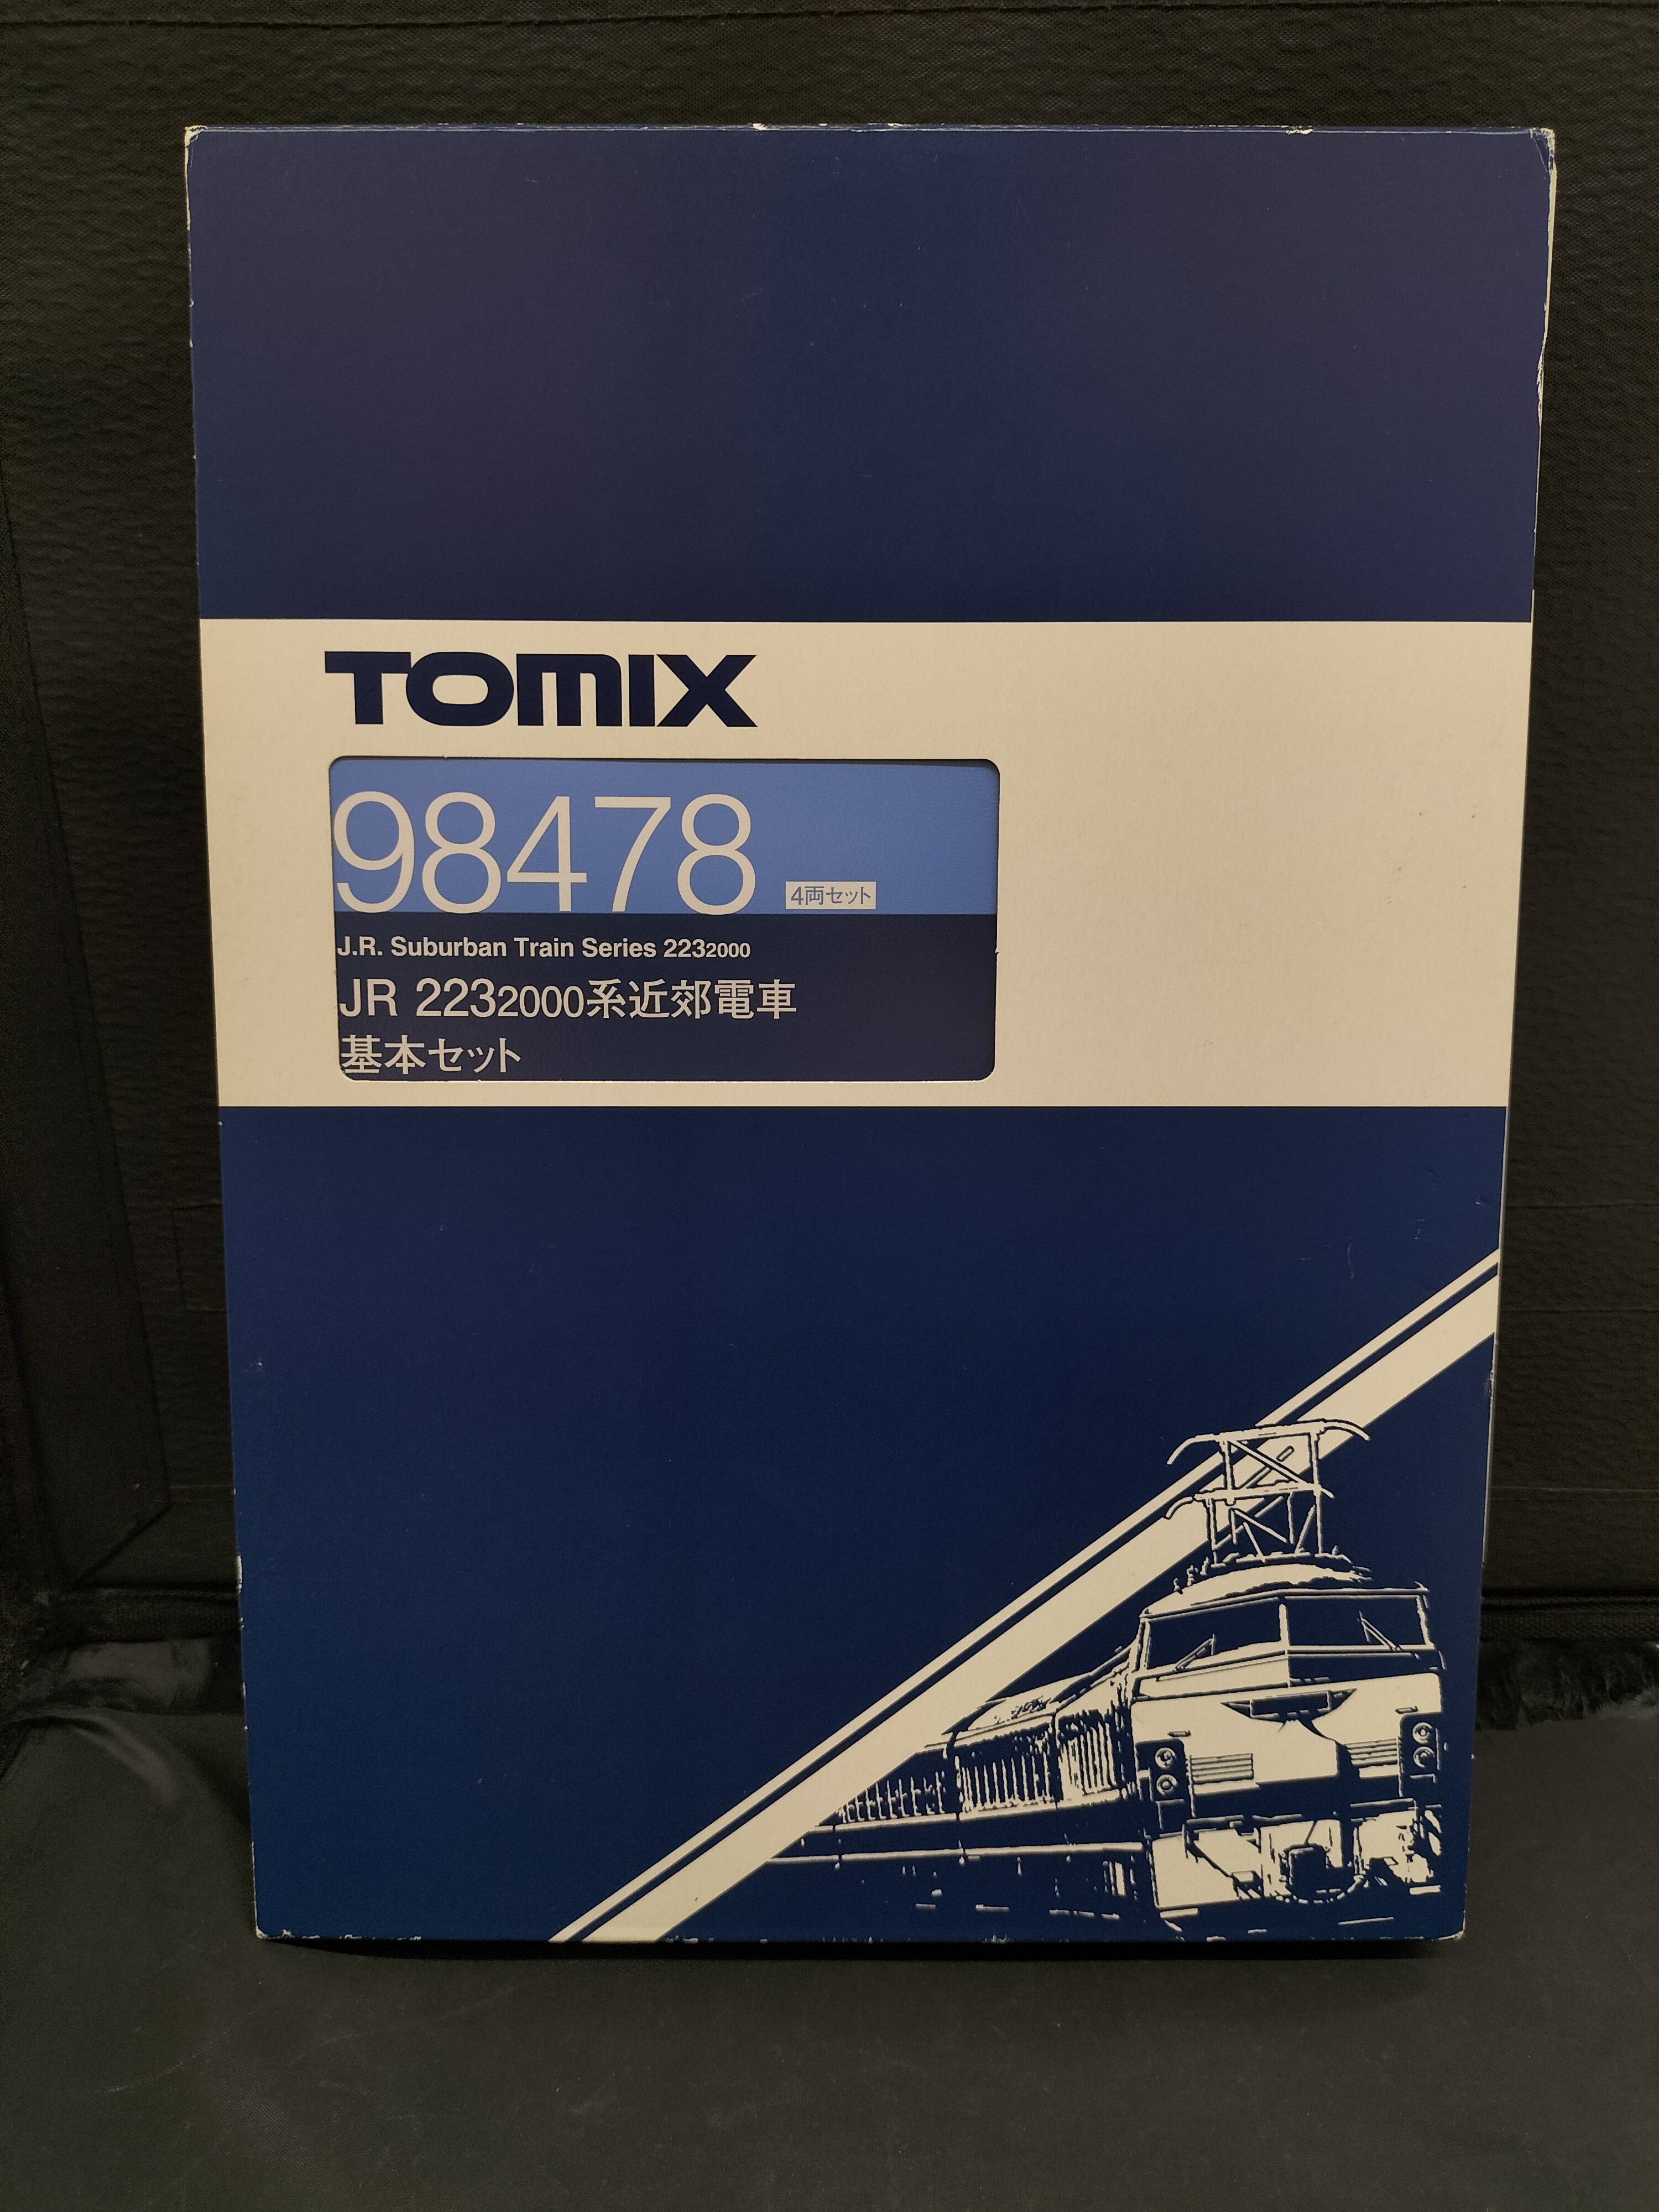 TOMIX
98478 4両セット
J.R. Suburban Train Series 2232000
JR 2232000系近郊電車
基本セット